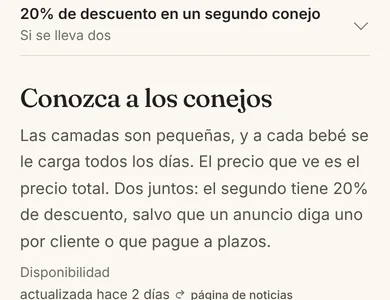 20% de descuento en un segundo conejo
Si se lleva dos
Conozca a los conejos
Las camadas son pequeñas, y a cada bebé se
le carga todos los días. El precio que ve es el
precio total. Dos juntos: el segundo tiene 20%
de descuento, salvo que un anuncio diga uno
por cliente o que pague a plazos.
Disponibilidad
actualizada hace 2 días página de noticias